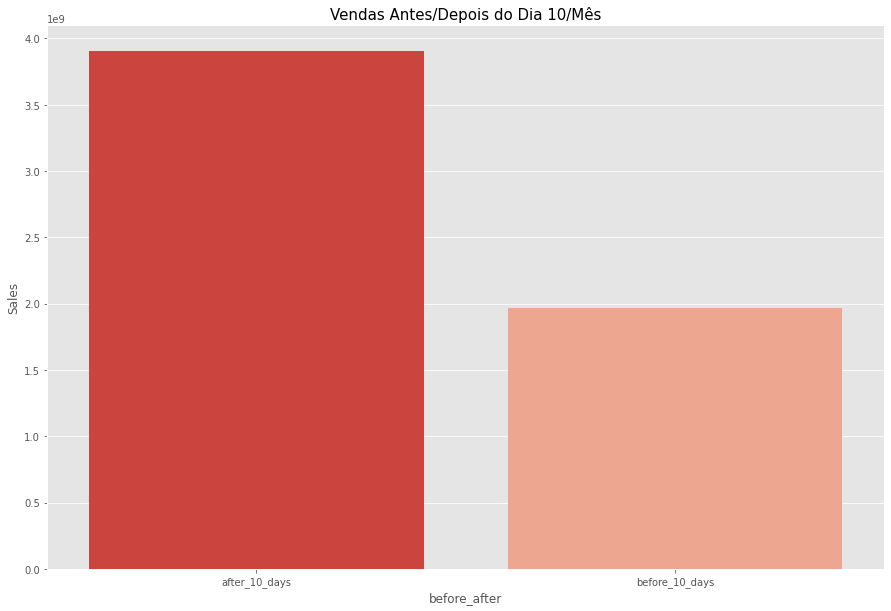 Vendas Antes/Depois do Dia 10/Mês
1e9
4.0
3.5
3.0
2.5
2.0
1.5
1.0
0.5
0.0
Sales
after_10_days before_10_days
before_after